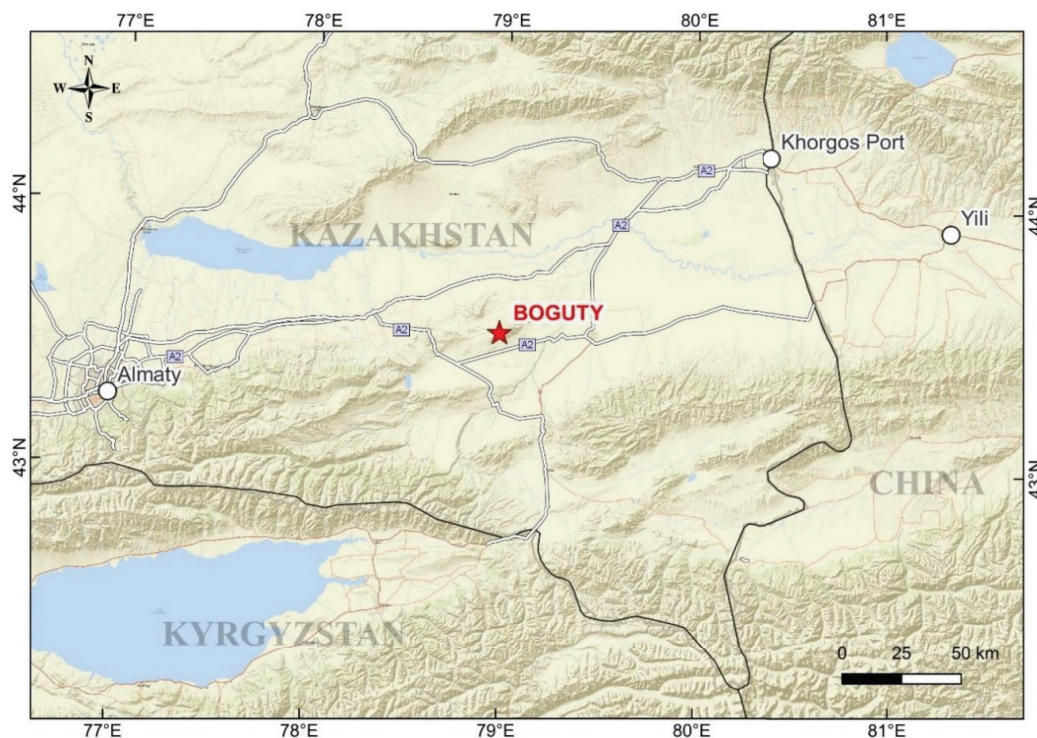 77°E 78°E 79°E 80°E 81°E
N
W E
S
Khorgos Port
A2
44°N 44°N
Yili
A2
KAZAKHSTAN
BOGUTY
A2
A2
A2
Almaty
43°N 43°N
CHINA
KYRGYZSTAN
0 25 50 km
77°E 78°E 79°E 80°E 81°E